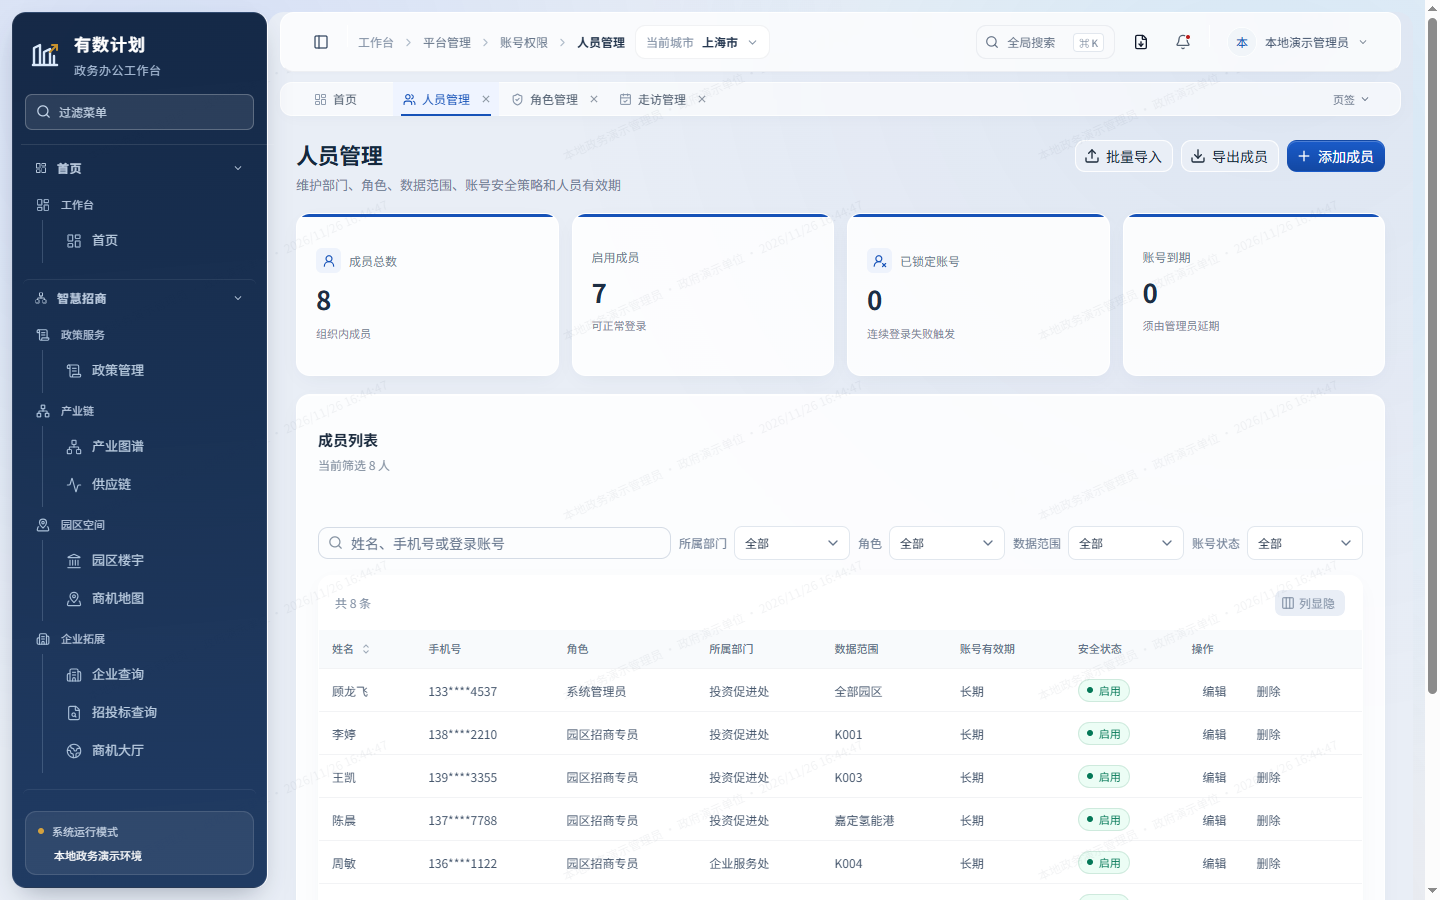 有数计划
政务办公工作台
过滤菜单
首页
工作台
首页
智慧招商
政策服务
政策管理
产业链
产业图谱
供应链
园区空间
园区楼宇
商机地图
企业拓展
企业查询
招投标查询
商机大厅
系统运行模式
本地政务演示环境
工作台 平台管理 账号权限 人员管理 当前城市 上海市
全局搜索 ⌘K 本 本地演示管理员
首页 人员管理 角色管理 走访管理 页签
人员管理
维护部门、角色、数据范围、账号安全策略和人员有效期
批量导入 导出成员 添加成员
成员总数
8
组织内成员
启用成员
7
可正常登录
已锁定账号
0
连续登录失败触发
账号到期
0
须由管理员延期
成员列表
当前筛选 8 人
姓名、手机号或登录账号 所属部门 全部 角色 全部 数据范围 全部 账号状态 全部
共 8 条 列显隐
姓名 手机号 角色 所属部门 数据范围 账号有效期 安全状态 操作
顾龙飞 133****4537 系统管理员 投资促进处 全部园区 长期 启用 编辑 删除
李婷 138****2210 园区招商专员 投资促进处 K001 长期 启用 编辑 删除
王凯 139****3355 园区招商专员 投资促进处 K003 长期 启用 编辑 删除
陈晨 137****7788 园区招商专员 投资促进处 嘉定氢能港 长期 启用 编辑 删除
周敏 136****1122 园区招商专员 企业服务处 K004 长期 启用 编辑 删除
本地政务演示管理员 · 政府演示单位 · 2026/11/26 16:44:47